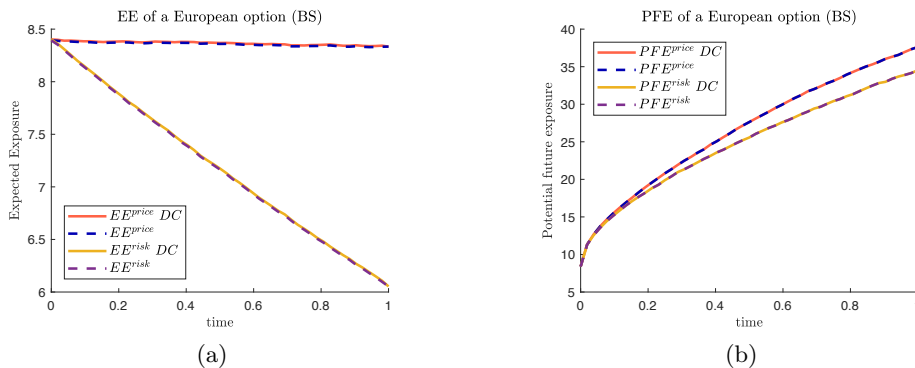 EE of a European option (BS)
8.5
8
7.5
7
6.5
6
Expected Exposure
EE^price DC
EE^price
EE^risk DC
EE^risk
0 0.2 0.4 0.6 0.8 1
time
(a)
PFE of a European option (BS)
40
35
30
25
20
15
10
5
Potential future exposure
PFE^price DC
PFE^price
PFE^risk DC
PFE^risk
0 0.2 0.4 0.6 0.8
time
(b)